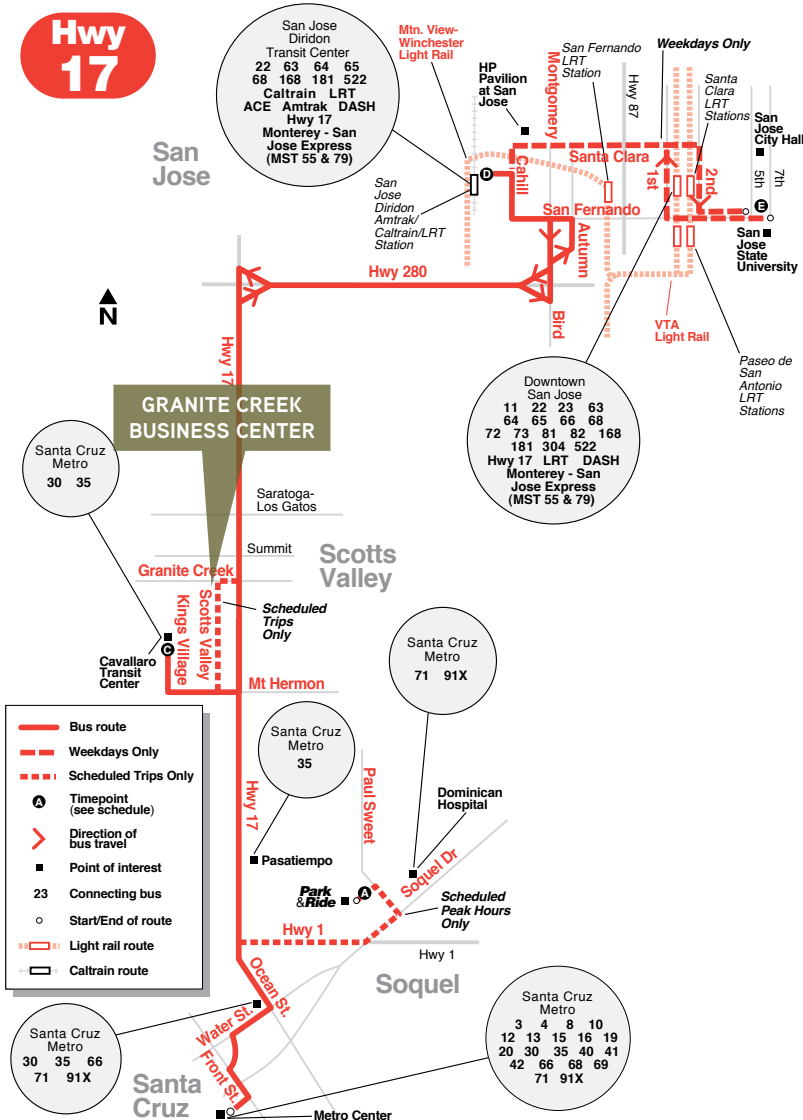 Hwy
17
San Jose
Diridon
Transit Center
22 63 64 65
68 168 181 522
Caltrain LRT
ACE Amtrak DASH
Hwy 17
Monterey - San
Jose Express
(MST 55 & 79)
Mtn. View-
Winchester
Light Rail
HP
Pavilion
at San
Jose
Montgomery
San Fernando
LRT
Station
Hwy 87
Weekdays Only
Santa
Clara
LRT
Stations
San
Jose
City Hall
San
Jose
Santa Clara
Cahill
1st
2nd
5th
7th
D
E
San
Jose
Diridon
Amtrak/
Caltrain/LRT
Station
San Fernando
Autumn
San
Jose
State
University
Hwy 280
N
Bird
VTA
Light Rail
Hwy 17
Paseo de
San
Antonio
LRT
Stations
Downtown
San Jose
11 22 23 63
64 65 66 68
72 73 81 82 168
181 304 522
Hwy 17 LRT DASH
Monterey - San
Jose Express
(MST 55 & 79)
GRANITE CREEK
BUSINESS CENTER
Santa Cruz
Metro
30 35
Saratoga-
Los Gatos
Summit
Scotts
Valley
Granite Creek
Scotts Valley
Kings Village
Scheduled
Trips
Only
C
Cavallaro
Transit
Center
Mt Hermon
Santa Cruz
Metro
71 91X
Bus route
Weekdays Only
Scheduled Trips Only
A
Timepoint
(see schedule)
Direction of
bus travel
Point of interest
23
Connecting bus
Start/End of route
Light rail route
Caltrain route
Santa Cruz
Metro
35
Hwy 17
Paul Sweet
Dominican
Hospital
Pasatiempo
Soquel Dr
Park
&Ride
A
Scheduled
Peak Hours
Only
Hwy 1
Hwy 1
Soquel
Ocean St.
Water St.
Front St.
Santa Cruz
Metro
30 35 66
71 91X
Santa
Cruz
Metro Center
Santa Cruz
Metro
3 4 8 10
12 13 15 16 19
20 30 35 40 41
42 66 68 69
71 91X